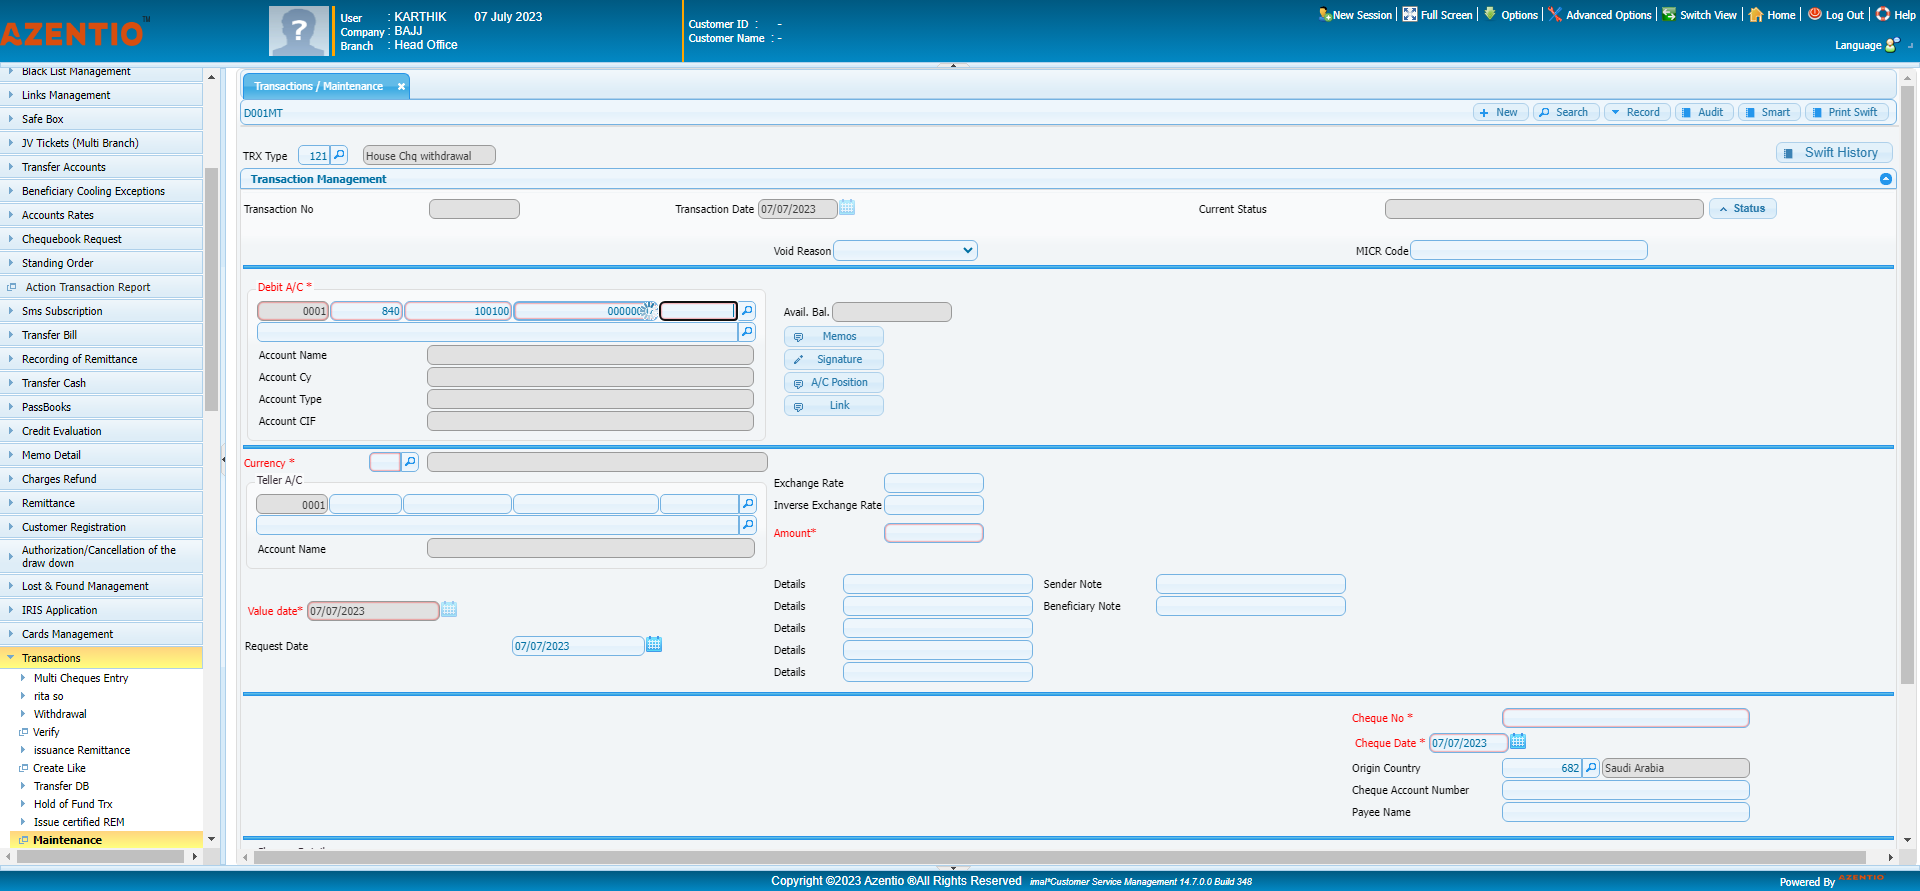 AZENTIO™
User : KARTHIK 07 July 2023
Company : BAJJ
Branch : Head Office
Customer ID : -
Customer Name : -
New Session Full Screen Options Advanced Options Switch View Home Log Out Help
Language
Black List Management
Links Management
Safe Box
JV Tickets (Multi Branch)
Transfer Accounts
Beneficiary Cooling Exceptions
Accounts Rates
Chequebook Request
Standing Order
Action Transaction Report
Sms Subscription
Transfer Bill
Recording of Remittance
Transfer Cash
PassBooks
Credit Evaluation
Memo Detail
Charges Refund
Remittance
Customer Registration
Authorization/Cancellation of the
draw down
Lost & Found Management
IRIS Application
Cards Management
Transactions
Multi Cheques Entry
rita so
Withdrawal
Verify
issuance Remittance
Create Like
Transfer DB
Hold of Fund Trx
Issue certified REM
Maintenance
Transactions / Maintenance
D001MT
New Search Record Audit Smart Print Swift
TRX Type 121 House Chq withdrawal
Swift History
Transaction Management
Transaction No Transaction Date 07/07/2023 Current Status Status
Void Reason MICR Code
Debit A/C *
0001 840 100100 000000
Avail. Bal.
Memos
Signature
A/C Position
Link
Account Name
Account Cy
Account Type
Account CIF
Currency *
Teller A/C
0001
Account Name
Exchange Rate
Inverse Exchange Rate
Amount*
Details Sender Note
Details Beneficiary Note
Details
Details
Details
Value date* 07/07/2023
Request Date 07/07/2023
Cheque No *
Cheque Date * 07/07/2023
Origin Country 682 Saudi Arabia
Cheque Account Number
Payee Name
Copyright ©2023 Azentio ®All Rights Reserved imal*Customer Service Management 14.7.0.0 Build 348
Powered By AZENTIO